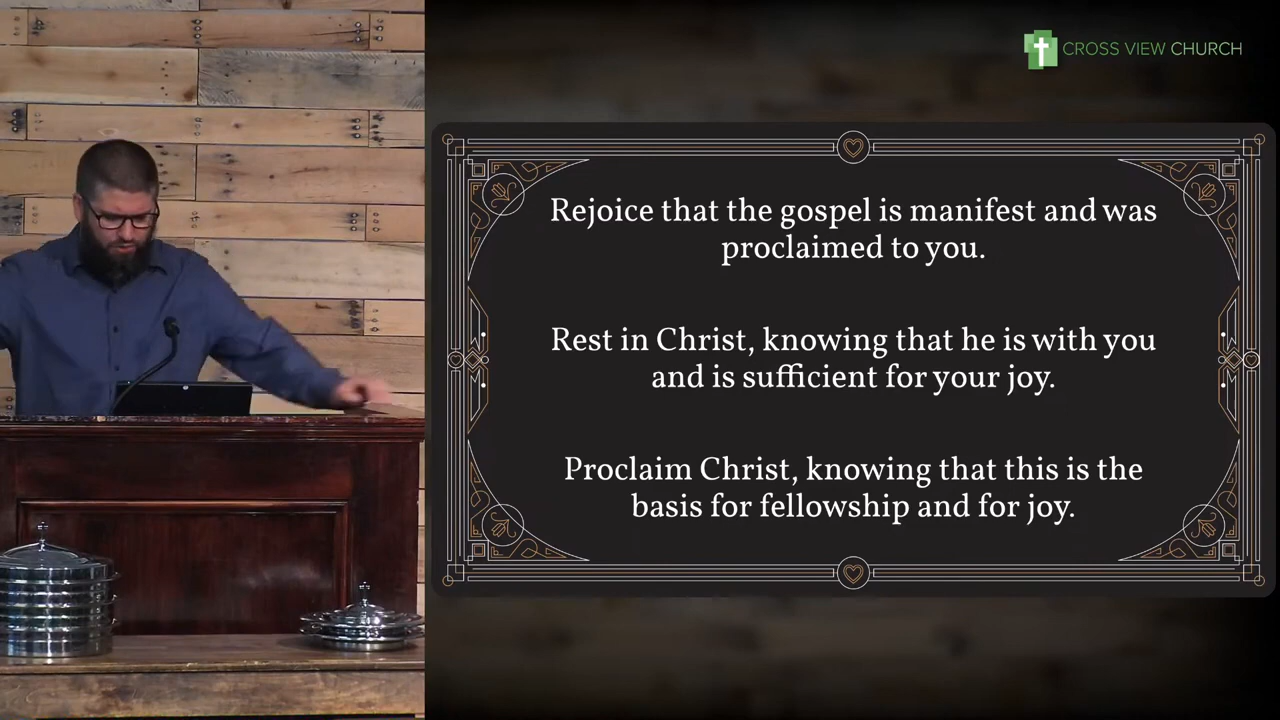 CROSS VIEW CHURCH
Rejoice that the gospel is manifest and was
proclaimed to you.
Rest in Christ, knowing that he is with you
and is sufficient for your joy.
Proclaim Christ, knowing that this is the
basis for fellowship and for joy.